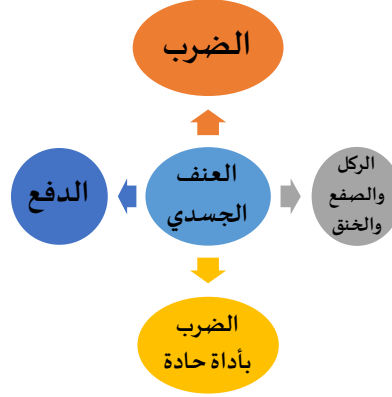 الضرب
العنف
الجسدي
الركل
والصفع
والخنق
الدفع
الضرب
بأداة حادة